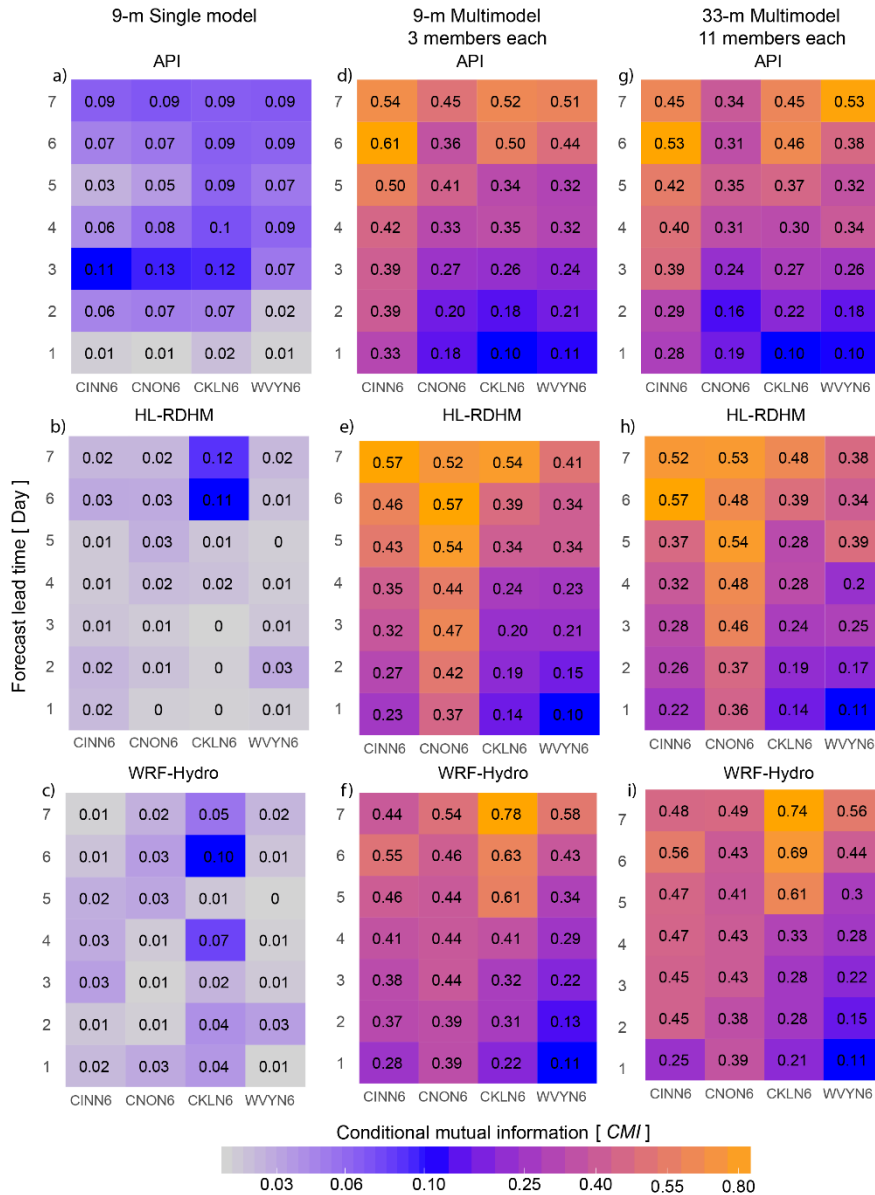 9-m Single model
9-m Multimodel
3 members each
33-m Multimodel
11 members each
API
API
API
a)
d)
g)
7 0.09 0.09 0.09 0.09
7 0.54 0.45 0.52 0.51
7 0.45 0.34 0.45 0.53
6 0.07 0.07 0.09 0.09
6 0.61 0.36 0.50 0.44
6 0.53 0.31 0.46 0.38
5 0.03 0.05 0.09 0.07
5 0.50 0.41 0.34 0.32
5 0.42 0.35 0.37 0.32
4 0.06 0.08 0.1 0.09
4 0.42 0.33 0.35 0.32
4 0.40 0.31 0.30 0.34
3 0.11 0.13 0.12 0.07
3 0.39 0.27 0.26 0.24
3 0.39 0.24 0.27 0.26
2 0.06 0.07 0.07 0.02
2 0.39 0.20 0.18 0.21
2 0.29 0.16 0.22 0.18
1 0.01 0.01 0.02 0.01
1 0.33 0.18 0.10 0.11
1 0.28 0.19 0.10 0.10
CINN6 CNON6 CKLN6 WVYN6
CINN6 CNON6 CKLN6 WVYN6
CINN6 CNON6 CKLN6 WVYN6
HL-RDHM
HL-RDHM
HL-RDHM
b)
e)
h)
Forecast lead time [ Day ]
7 0.02 0.02 0.12 0.02
7 0.57 0.52 0.54 0.41
7 0.52 0.53 0.48 0.38
6 0.03 0.03 0.11 0.01
6 0.46 0.57 0.39 0.34
6 0.57 0.48 0.39 0.34
5 0.01 0.03 0.01 0
5 0.43 0.54 0.34 0.34
5 0.37 0.54 0.28 0.39
4 0.01 0.02 0.02 0.01
4 0.35 0.44 0.24 0.23
4 0.32 0.48 0.28 0.2
3 0.01 0.01 0 0.01
3 0.32 0.47 0.20 0.21
3 0.28 0.46 0.24 0.25
2 0.02 0.01 0 0.03
2 0.27 0.42 0.19 0.15
2 0.26 0.37 0.19 0.17
1 0.02 0 0 0.01
1 0.23 0.37 0.14 0.10
1 0.22 0.36 0.14 0.11
CINN6 CNON6 CKLN6 WVYN6
CINN6 CNON6 CKLN6 WVYN6
CINN6 CNON6 CKLN6 WVYN6
WRF-Hydro
WRF-Hydro
WRF-Hydro
c)
f)
i)
7 0.01 0.02 0.05 0.02
7 0.44 0.54 0.78 0.58
7 0.48 0.49 0.74 0.56
6 0.01 0.03 0.10 0.01
6 0.55 0.46 0.63 0.43
6 0.56 0.43 0.69 0.44
5 0.02 0.03 0.01 0
5 0.46 0.44 0.61 0.34
5 0.47 0.41 0.61 0.3
4 0.03 0.01 0.07 0.01
4 0.41 0.44 0.41 0.29
4 0.47 0.43 0.33 0.28
3 0.03 0.01 0.02 0.01
3 0.38 0.44 0.32 0.22
3 0.45 0.43 0.28 0.22
2 0.01 0.01 0.04 0.03
2 0.37 0.39 0.31 0.13
2 0.45 0.38 0.28 0.15
1 0.02 0.03 0.04 0.01
1 0.28 0.39 0.22 0.11
1 0.25 0.39 0.21 0.11
CINN6 CNON6 CKLN6 WVYN6
CINN6 CNON6 CKLN6 WVYN6
CINN6 CNON6 CKLN6 WVYN6
Conditional mutual information [ CMI ]
0.03 0.06 0.10 0.25 0.40 0.55 0.80